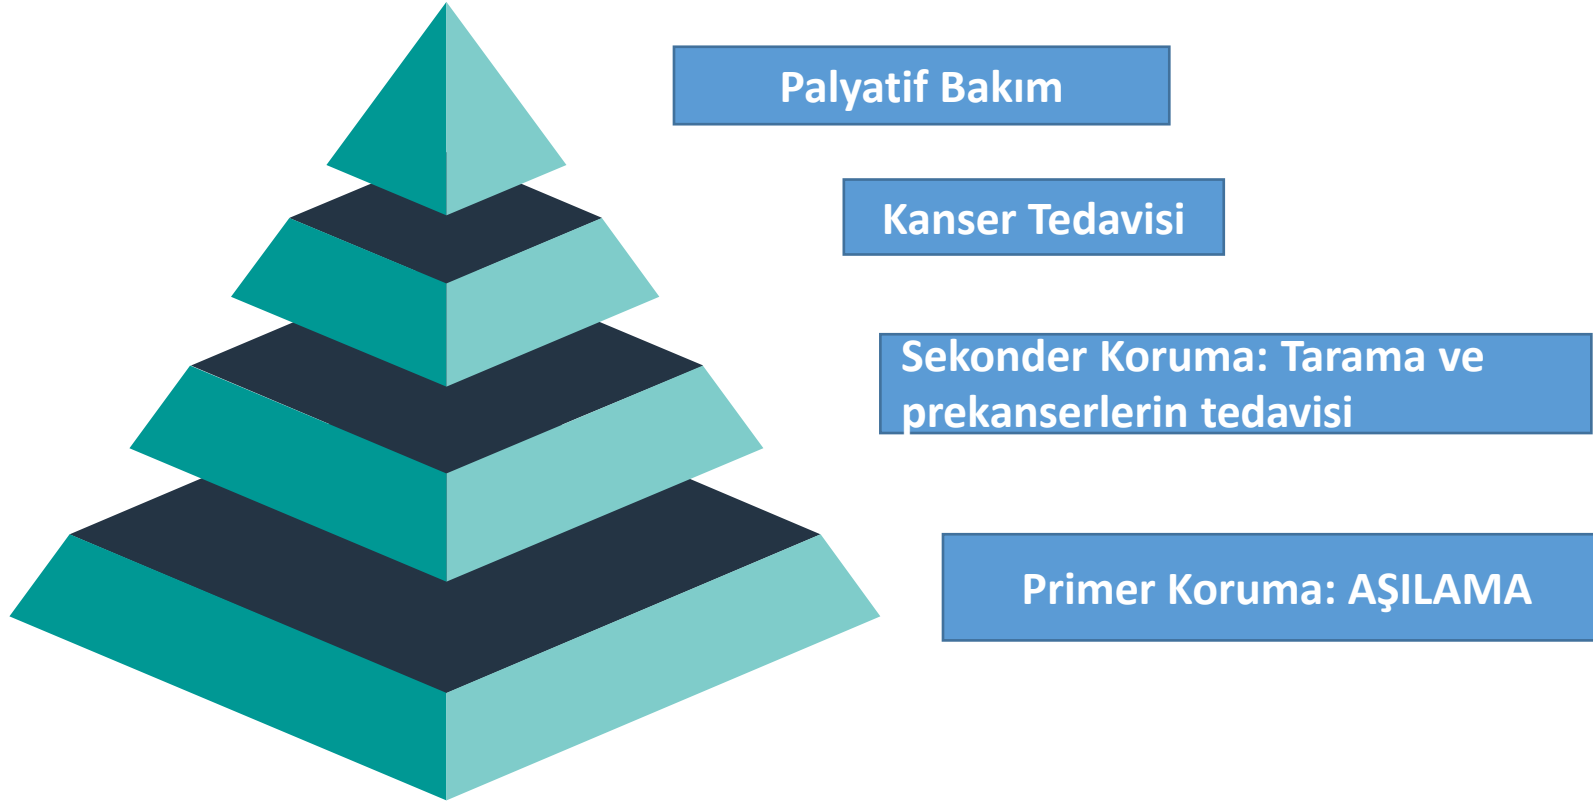 Palyatif Bakım
Kanser Tedavisi
Sekonder Koruma: Tarama ve
prekanserlerin tedavisi
Primer Koruma: AŞILAMA